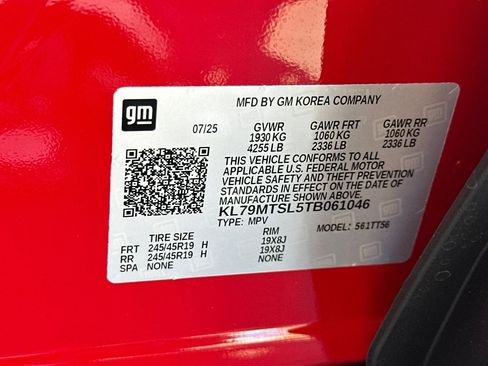 gm
MFD BY GM KOREA COMPANY
07/25 GVWR GAWR FRT GAWR RR
1930 KG 1060 KG 1060 KG
4255 LB 2336 LB 2336 LB
THIS VEHICLE CONFORMS TO ALL
APPLICABLE U.S. FEDERAL MOTOR
VEHICLE SAFETY AND THEFT PREVENTION
STANDARDS IN EFFECT ON THE DATE OF
MANUFACTURE SHOWN ABOVE.
KL79MTSL5TB061046
TYPE: MPV MODEL: 561TT56
TIRE SIZE RIM
FRT 245/45R19 H 19X8J
RR 245/45R19 H 19X8J
SPA NONE NONE